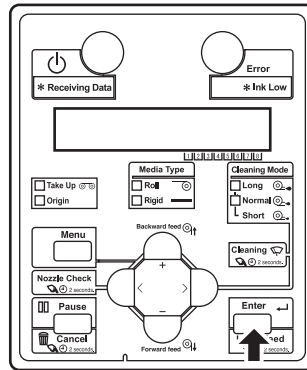 Error
* Receiving Data
* Ink Low
1 2 3 4 5 6 7 8
Media Type
Cleaning Mode
Take Up
Roll
Long
Origin
Rigid
Normal
Short
Menu
Backward feed
Cleaning
2 seconds.
Nozzle Check
2 seconds.
Pause
Enter
Cancel
2 seconds.
Forward feed